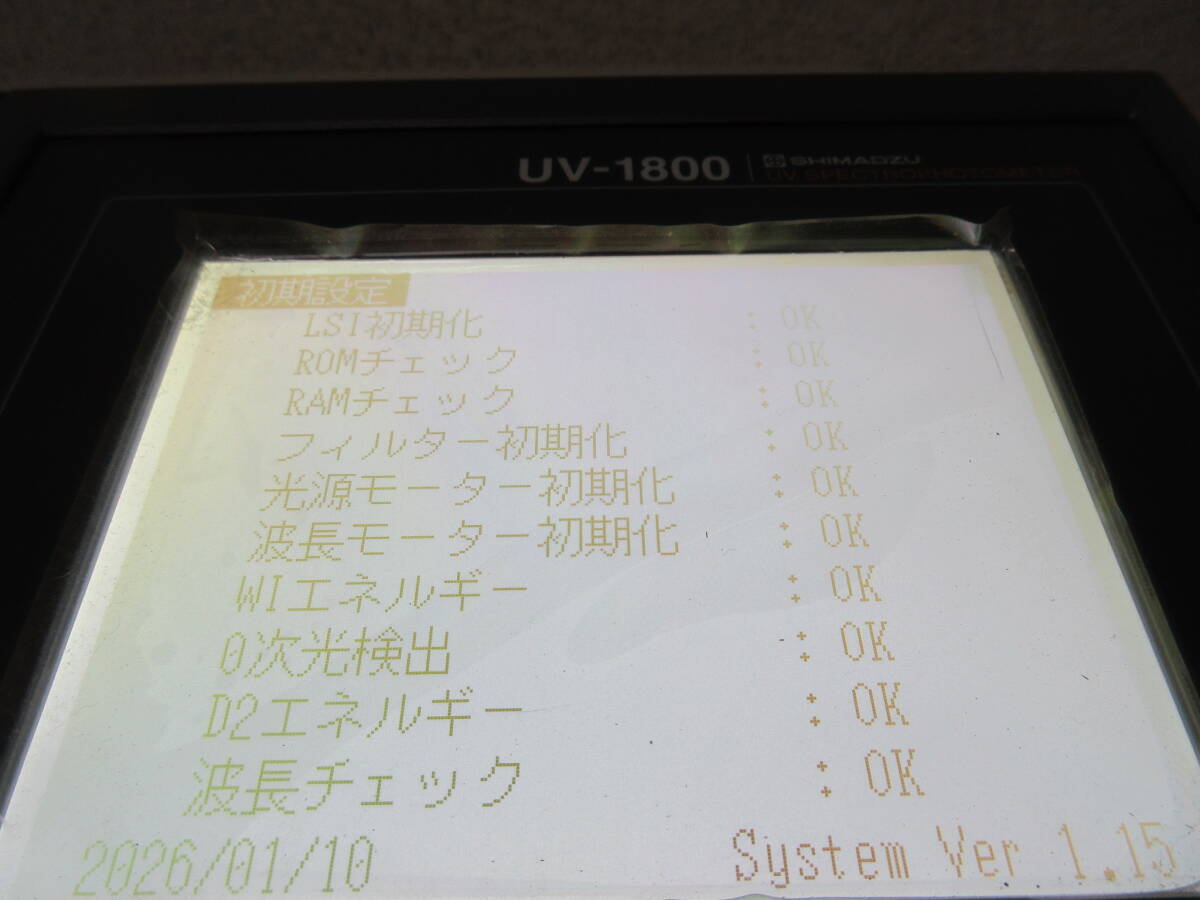 UV-1800 SHIMADZU
UV SPECTROPHOTOMETER
初期設定
LSI初期化 : OK
ROMチェック : OK
RAMチェック : OK
フィルター初期化 : OK
光源モーター初期化 : OK
波長モーター初期化 : OK
WIエネルギー : OK
0次光検出 : OK
D2エネルギー : OK
波長チェック : OK
2026/01/10 System Ver 1.15